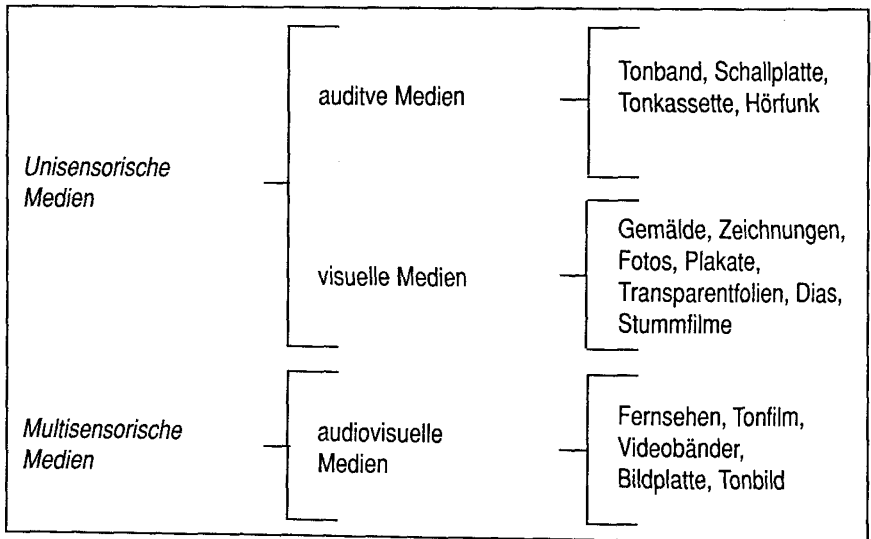 Unisensorische
Medien
auditve Medien
Tonband, Schallplatte,
Tonkassette, Hörfunk
visuelle Medien
Gemälde, Zeichnungen,
Fotos, Plakate,
Transparentfolien, Dias,
Stummfilme
Multisensorische
Medien
audiovisuelle
Medien
Fernsehen, Tonfilm,
Videobänder,
Bildplatte, Tonbild